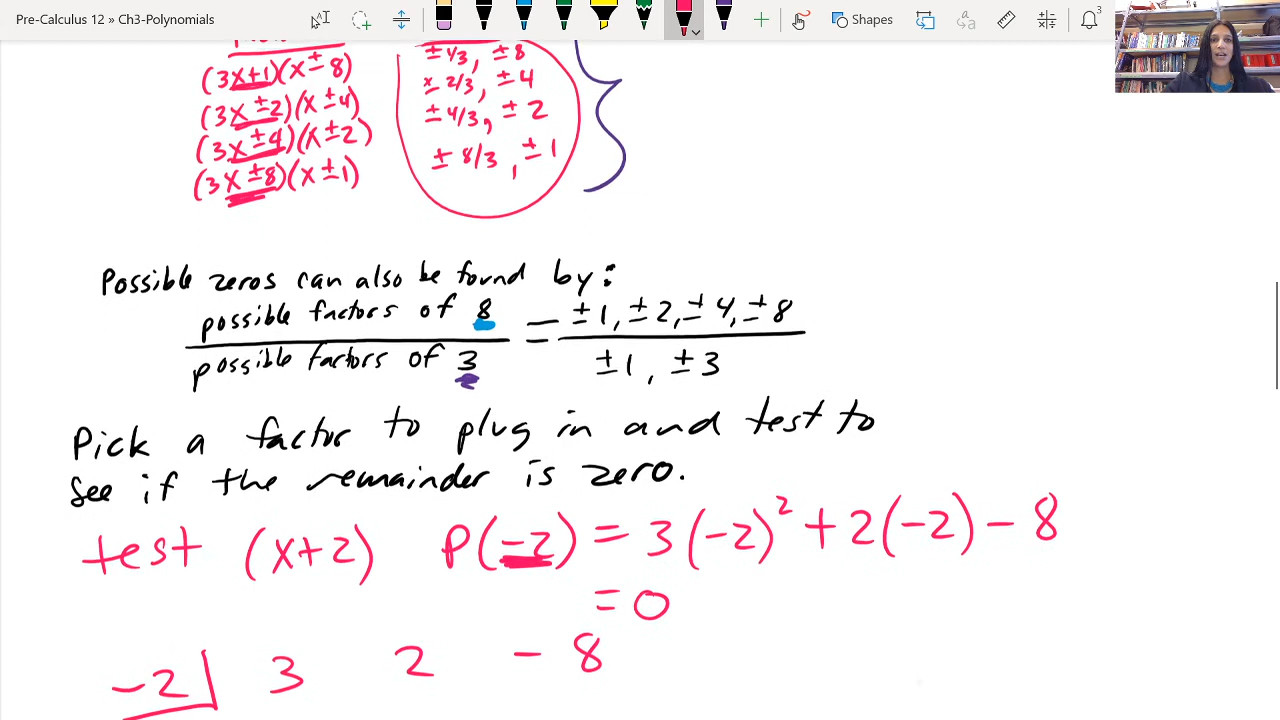 Pre-Calculus 12 » Ch3-Polynomials
Shapes
3
(3x+1)(x±8)
±1/3, ±8
(3x±2)(x±4)
± 2/3, ±4
(3x±4)(x±2)
±4/3, ±2
(3x±8)(x±1)
±8/3, ±1
Possible zeros can also be found by:
possible factors of 8 = ±1, ±2, ±4, ±8
possible factors of 3 ±1, ±3
Pick a factor to plug in and test to
see if the remainder is zero.
test (x+2) P(-2) = 3(-2)² + 2(-2) - 8
= 0
-2 3 2 - 8